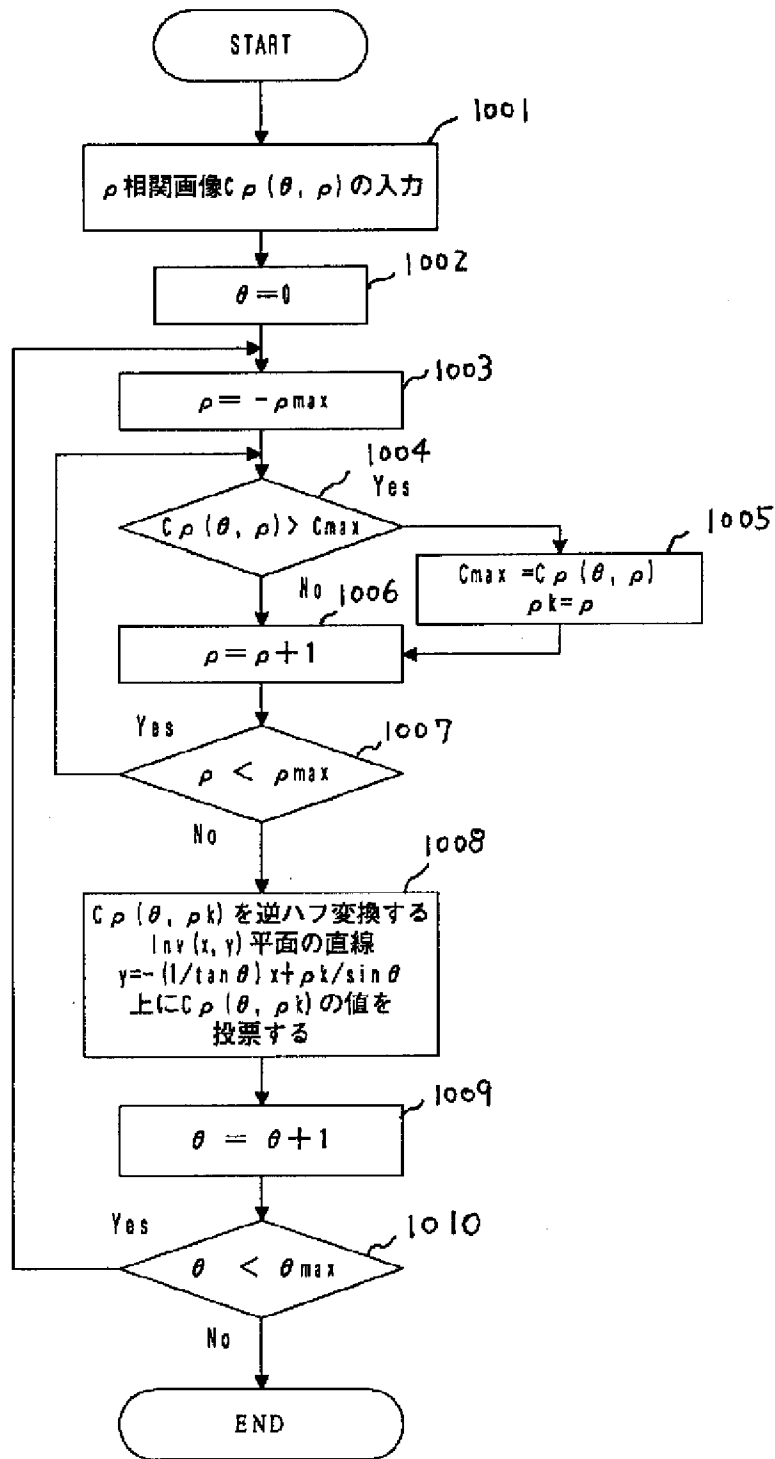 START
1001
ρ相関画像Cρ(θ, ρ)の入力
1002
θ=0
1003
ρ= -ρmax
1004
Yes
Cρ(θ, ρ)> Cmax
1005
Cmax =Cρ(θ, ρ)
ρk=ρ
No
1006
ρ=ρ+1
Yes
1007
ρ < ρmax
No
1008
Cρ(θ, ρk)を逆ハフ変換する
Inv(x, y)平面の直線
y=-(1/tanθ)x+ρk/sinθ
上にCρ(θ, ρk)の値を
投票する
1009
θ = θ+1
Yes
1010
θ < θmax
No
END